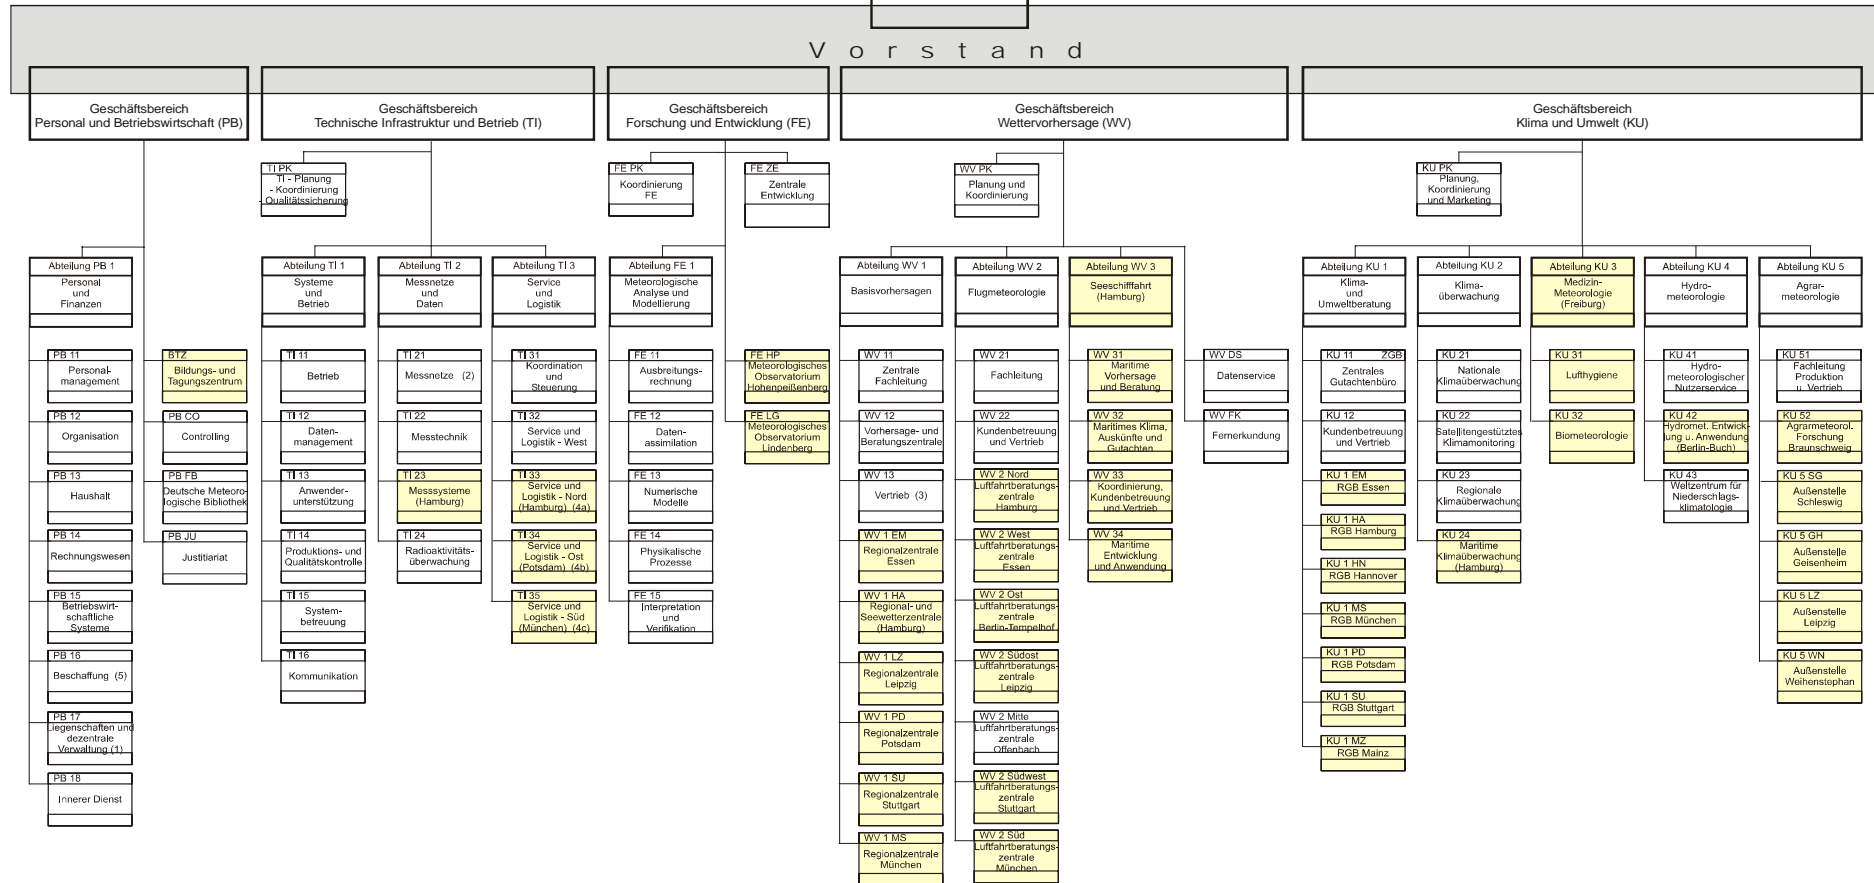 V o r s t a n d
Geschäftsbereich
Personal und Betriebswirtschaft (PB)
Geschäftsbereich
Technische Infrastruktur und Betrieb (TI)
Geschäftsbereich
Forschung und Entwicklung (FE)
Geschäftsbereich
Wettervorhersage (WV)
Geschäftsbereich
Klima und Umwelt (KU)
TI PK
TI - Planung
- Koordinierung
- Qualitätssicherung
FE PK
Koordinierung
FE
FE ZE
Zentrale
Entwicklung
WV PK
Planung und
Koordinierung
KU PK
Planung,
Koordinierung
und Marketing
Abteilung PB 1
Personal
und
Finanzen
PB 11
Personal-
management
PB 12
Organisation
PB 13
Haushalt
PB 14
Rechnungswesen
PB 15
Betriebswirt-
schaftliche
Systeme
PB 16
Beschaffung (5)
PB 17
Liegenschaften und
dezentrale
Verwaltung (1)
PB 18
Innerer Dienst
BTZ
Bildungs- und
Tagungszentrum
PB CO
Controlling
PB FB
Deutsche Meteoro-
logische Bibliothek
PB JU
Justitiariat
Abteilung TI 1
Systeme
und
Betrieb
TI 11
Betrieb
TI 12
Daten-
management
TI 13
Anwender-
unterstützung
TI 14
Produktions- und
Qualitätskontrolle
TI 15
System-
betreuung
TI 16
Kommunikation
Abteilung TI 2
Messnetze
und
Daten
TI 21
Messnetze (2)
TI 22
Messtechnik
TI 23
Messsysteme
(Hamburg)
TI 24
Radioaktivitäts-
überwachung
Abteilung TI 3
Service
und
Logistik
TI 31
Koordination
und
Steuerung
TI 32
Service und
Logistik - West
TI 33
Service und
Logistik - Nord
(Hamburg) (4a)
TI 34
Service und
Logistik - Ost
(Potsdam) (4b)
TI 35
Service und
Logistik - Süd
(München) (4c)
Abteilung FE 1
Meteorologische
Analyse und
Modellierung
FE 11
Ausbreitungs-
rechnung
FE 12
Daten-
assimilation
FE 13
Numerische
Modelle
FE 14
Physikalische
Prozesse
FE 15
Interpretation
und
Verifikation
FE HP
Meteorologisches
Observatorium
Hohenpeißenberg
FE LG
Meteorologisches
Observatorium
Lindenberg
Abteilung WV 1
Basisvorhersagen
WV 11
Zentrale
Fachleitung
WV 12
Vorhersage- und
Beratungszentrale
WV 13
Vertrieb (3)
WV 1 EM
Regionalzentrale
Essen
WV 1 HA
Regional- und
Seewetterzentrale
(Hamburg)
WV 1 LZ
Regionalzentrale
Leipzig
WV 1 PD
Regionalzentrale
Potsdam
WV 1 SU
Regionalzentrale
Stuttgart
WV 1 MS
Regionalzentrale
München
Abteilung WV 2
Flugmeteorologie
WV 21
Fachleitung
WV 22
Kundenbetreuung
und Vertrieb
WV 2 Nord
Luftfahrtberatungs-
zentrale
Hamburg
WV 2 West
Luftfahrtberatungs-
zentrale
Essen
WV 2 Ost
Luftfahrtberatungs-
zentrale
Berlin-Tempelhof
WV 2 Südost
Luftfahrtberatungs-
zentrale
Leipzig
WV 2 Mitte
Luftfahrtberatungs-
zentrale
Offenbach
WV 2 Südwest
Luftfahrtberatungs-
zentrale
Stuttgart
WV 2 Süd
Luftfahrtberatungs-
zentrale
München
Abteilung WV 3
Seeschifffahrt
(Hamburg)
WV 31
Maritime
Vorhersage
und Beratung
WV 32
Maritimes Klima,
Auskünfte und
Gutachten
WV 33
Koordinierung,
Kundenbetreuung
und Vertrieb
WV 34
Maritime
Entwicklung
und Anwendung
WV DS
Datenservice
WV FK
Fernerkundung
Abteilung KU 1
Klima-
und
Umweltberatung
KU 11 ZGB
Zentrales
Gutachtenbüro
KU 12
Kundenbetreuung
und Vertrieb
KU 1 EM
RGB Essen
KU 1 HA
RGB Hamburg
KU 1 HN
RGB Hannover
KU 1 MS
RGB München
KU 1 PD
RGB Potsdam
KU 1 SU
RGB Stuttgart
KU 1 MZ
RGB Mainz
Abteilung KU 2
Klima-
überwachung
KU 21
Nationale
Klimaüberwachung
KU 22
Satellitengestütztes
Klimamonitoring
KU 23
Regionale
Klimaüberwachung
KU 24
Maritime
Klimaüberwachung
(Hamburg)
Abteilung KU 3
Medizin-
Meteorologie
(Freiburg)
KU 31
Lufthygiene
KU 32
Biometeorologie
Abteilung KU 4
Hydro-
meteorologie
KU 41
Hydro-
meteorologischer
Nutzerservice
KU 42
Hydromet. Entwick-
lung u. Anwendung
(Berlin-Buch)
KU 43
Weltzentrum für
Niederschlags-
klimatologie
Abteilung KU 5
Agrar-
meteorologie
KU 51
Fachleitung
Produktion
u. Vertrieb
KU 52
Agrarmeteorol.
Forschung
Braunschweig
KU 5 SG
Außenstelle
Schleswig
KU 5 GH
Außenstelle
Geisenheim
KU 5 LZ
Außenstelle
Leipzig
KU 5 WN
Außenstelle
Weihenstephan